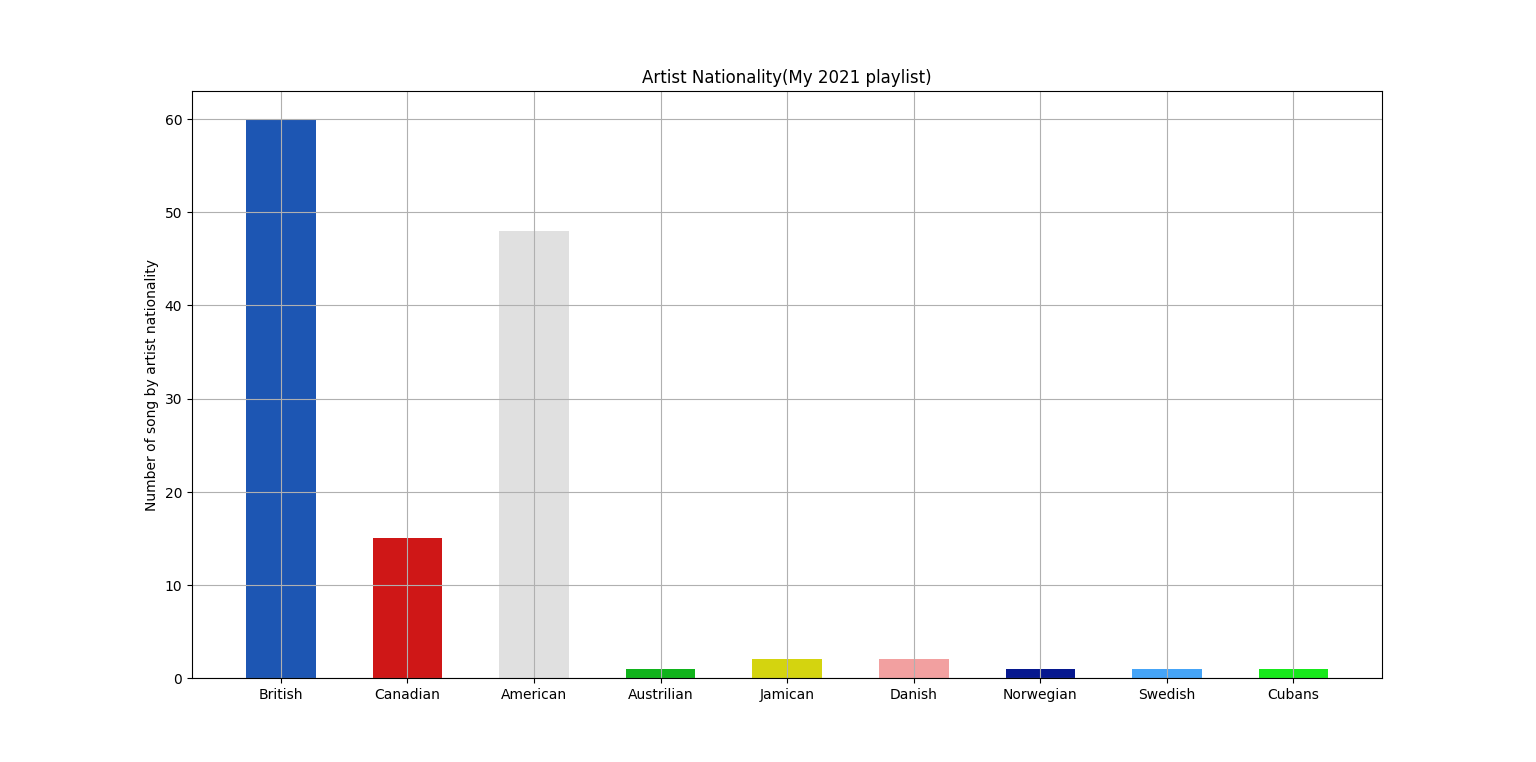 Artist Nationality(My 2021 playlist)
Number of song by artist nationality
60
50
40
30
20
10
0
British Canadian American Austrilian Jamican Danish Norwegian Swedish Cubans